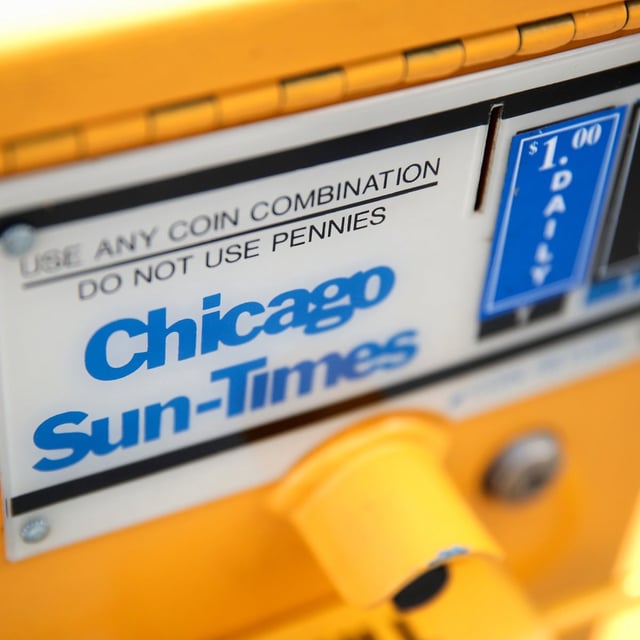 USE ANY COIN COMBINATION
DO NOT USE PENNIES
Chicago
Sun-Times
$1.00
DAILY